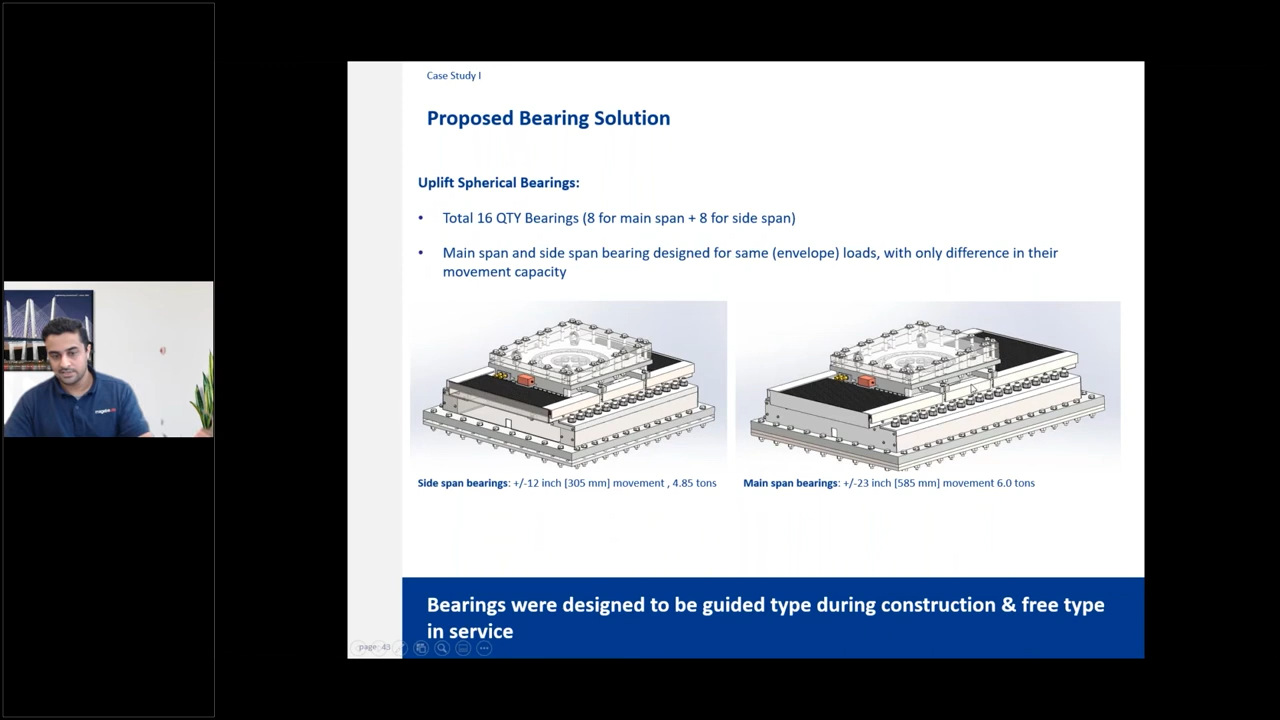 Case Study I
Proposed Bearing Solution
Uplift Spherical Bearings:
• Total 16 QTY Bearings (8 for main span + 8 for side span)
• Main span and side span bearing designed for same (envelope) loads, with only difference in their
movement capacity
Side span bearings: +/-12 inch [305 mm] movement , 4.85 tons
Main span bearings: +/-23 inch [585 mm] movement 6.0 tons
Bearings were designed to be guided type during construction & free type
in service
page: 43